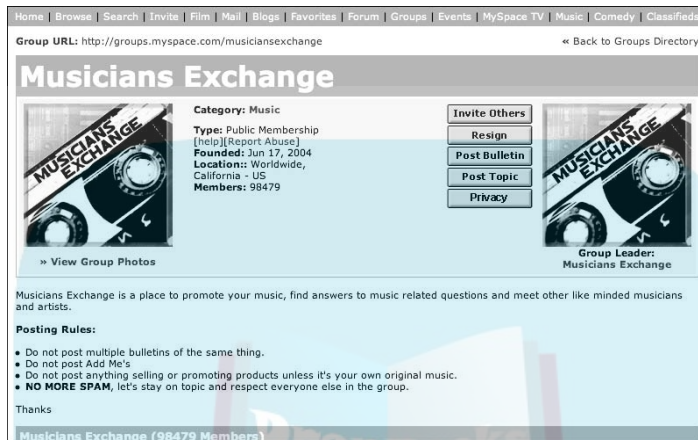 Home | Browse | Search | Invite | Film | Mail | Blogs | Favorites | Forum | Groups | Events | MySpace TV | Music | Comedy | Classifieds
Group URL: http://groups.myspace.com/musiciansexchange
« Back to Groups Directory
Musicians Exchange
MUSICIANS EXCHANGE
» View Group Photos
Category: Music
Type: Public Membership
[help][Report Abuse]
Founded: Jun 17, 2004
Location:: Worldwide,
California - US
Members: 98479
Invite Others
Resign
Post Bulletin
Post Topic
Privacy
MUSICIANS EXCHANGE
Group Leader:
Musicians Exchange
Musicians Exchange is a place to promote your music, find answers to music related questions and meet other like minded musicians
and artists.
Posting Rules:
• Do not post multiple bulletins of the same thing.
• Do not post Add Me's
• Do not post anything selling or promoting products unless it's your own original music.
• NO MORE SPAM, let's stay on topic and respect everyone else in the group.
Thanks
Musicians Exchange (98479 Members)